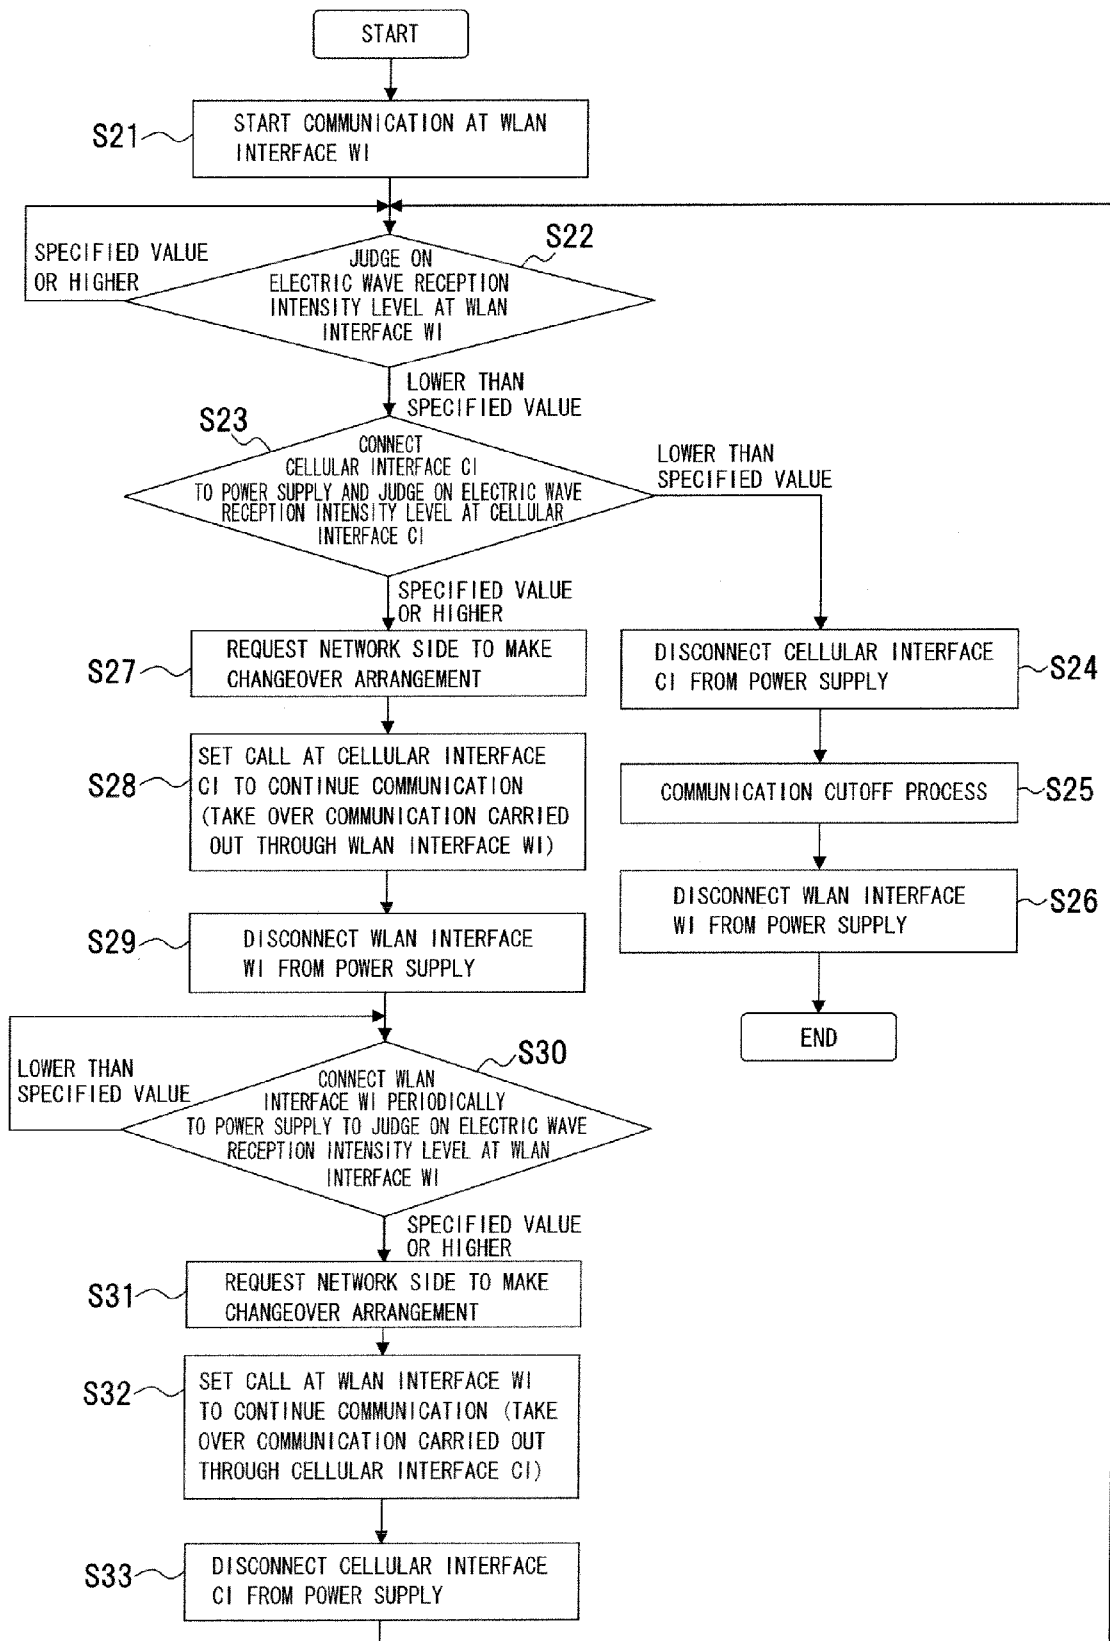 START
S21
START COMMUNICATION AT WLAN
INTERFACE WI
SPECIFIED VALUE
OR HIGHER
S22
JUDGE ON
ELECTRIC WAVE RECEPTION
INTENSITY LEVEL AT WLAN
INTERFACE WI
LOWER THAN
SPECIFIED VALUE
S23
CONNECT
CELLULAR INTERFACE CI
TO POWER SUPPLY AND JUDGE ON ELECTRIC WAVE
RECEPTION INTENSITY LEVEL AT CELLULAR
INTERFACE CI
LOWER THAN
SPECIFIED VALUE
SPECIFIED VALUE
OR HIGHER
S27
REQUEST NETWORK SIDE TO MAKE
CHANGEOVER ARRANGEMENT
DISCONNECT CELLULAR INTERFACE
CI FROM POWER SUPPLY
S24
S28
SET CALL AT CELLULAR INTERFACE
CI TO CONTINUE COMMUNICATION
(TAKE OVER COMMUNICATION CARRIED
OUT THROUGH WLAN INTERFACE WI)
COMMUNICATION CUTOFF PROCESS
S25
S29
DISCONNECT WLAN INTERFACE
WI FROM POWER SUPPLY
DISCONNECT WLAN INTERFACE
WI FROM POWER SUPPLY
S26
END
LOWER THAN
SPECIFIED VALUE
S30
CONNECT WLAN
INTERFACE WI PERIODICALLY
TO POWER SUPPLY TO JUDGE ON ELECTRIC WAVE
RECEPTION INTENSITY LEVEL AT WLAN
INTERFACE WI
SPECIFIED VALUE
OR HIGHER
S31
REQUEST NETWORK SIDE TO MAKE
CHANGEOVER ARRANGEMENT
S32
SET CALL AT WLAN INTERFACE WI
TO CONTINUE COMMUNICATION (TAKE
OVER COMMUNICATION CARRIED OUT
THROUGH CELLULAR INTERFACE CI)
S33
DISCONNECT CELLULAR INTERFACE
CI FROM POWER SUPPLY